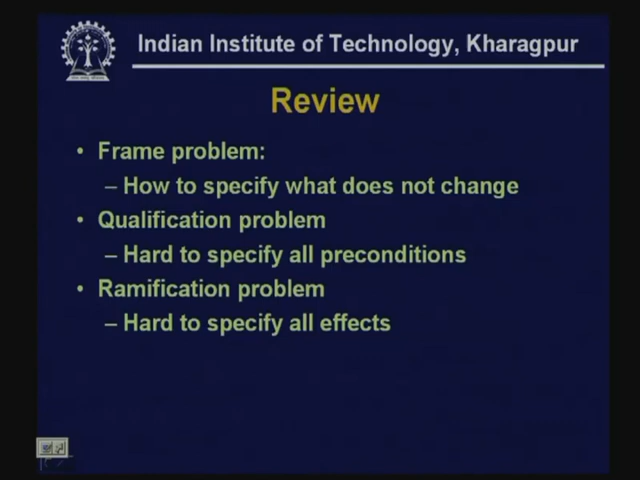 Indian Institute of Technology, Kharagpur
Review
• Frame problem:
– How to specify what does not change
• Qualification problem
– Hard to specify all preconditions
• Ramification problem
– Hard to specify all effects